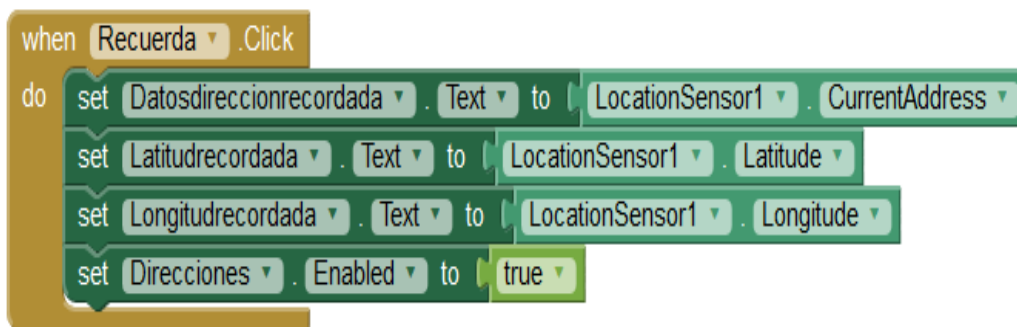 when Recuerda .Click
do set Datosdireccionrecordada . Text to LocationSensor1 . CurrentAddress
set Latitudrecordada . Text to LocationSensor1 . Latitude
set Longitudrecordada . Text to LocationSensor1 . Longitude
set Direcciones . Enabled to true